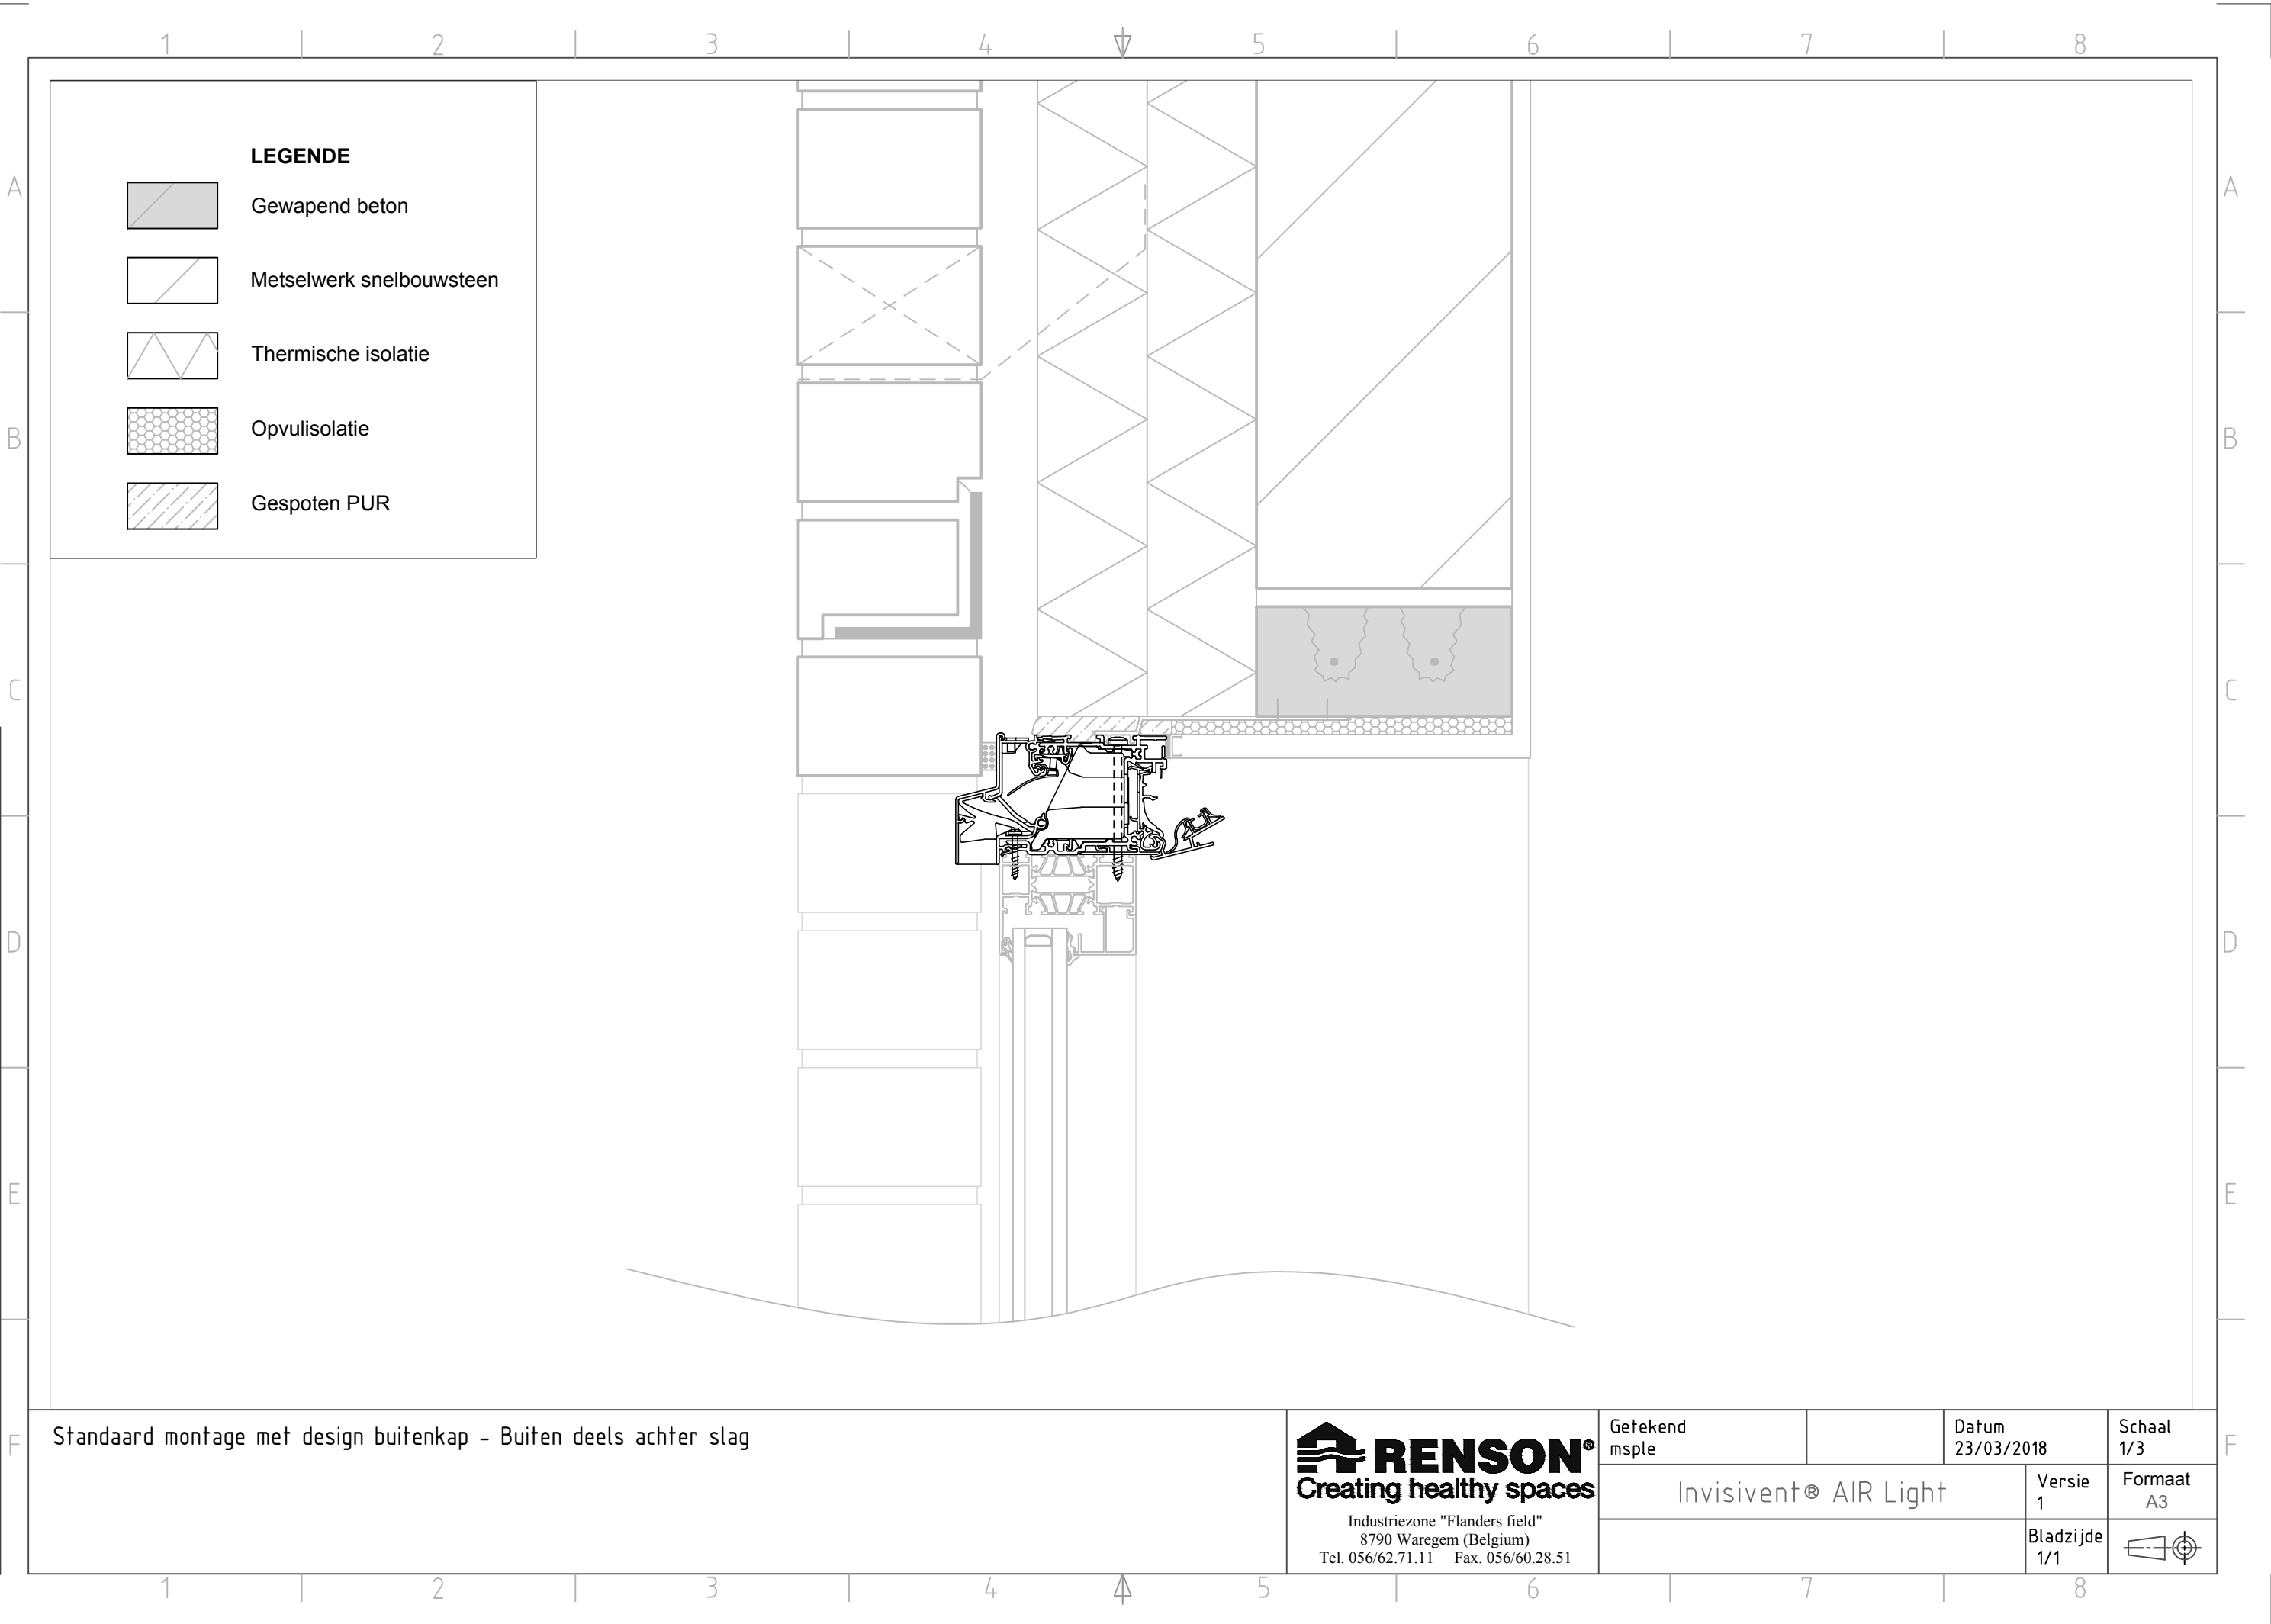 1 2 3 4 5 6 7 8
A A
LEGENDE
Gewapend beton
Metselwerk snelbouwsteen
Thermische isolatie
B B
Opvulisolatie
Gespoten PUR
C C
D D
E E
F F
Standaard montage met design buitenkap - Buiten deels achter slag
RENSON®
Creating healthy spaces
Industriezone "Flanders field"
8790 Waregem (Belgium)
Tel. 056/62.71.11 Fax. 056/60.28.51
Getekend
msple
Datum
23/03/2018
Schaal
1/3
Invisivent® AIR Light
Versie
1
Formaat
A3
Bladzijde
1/1
1 2 3 4 5 6 7 8